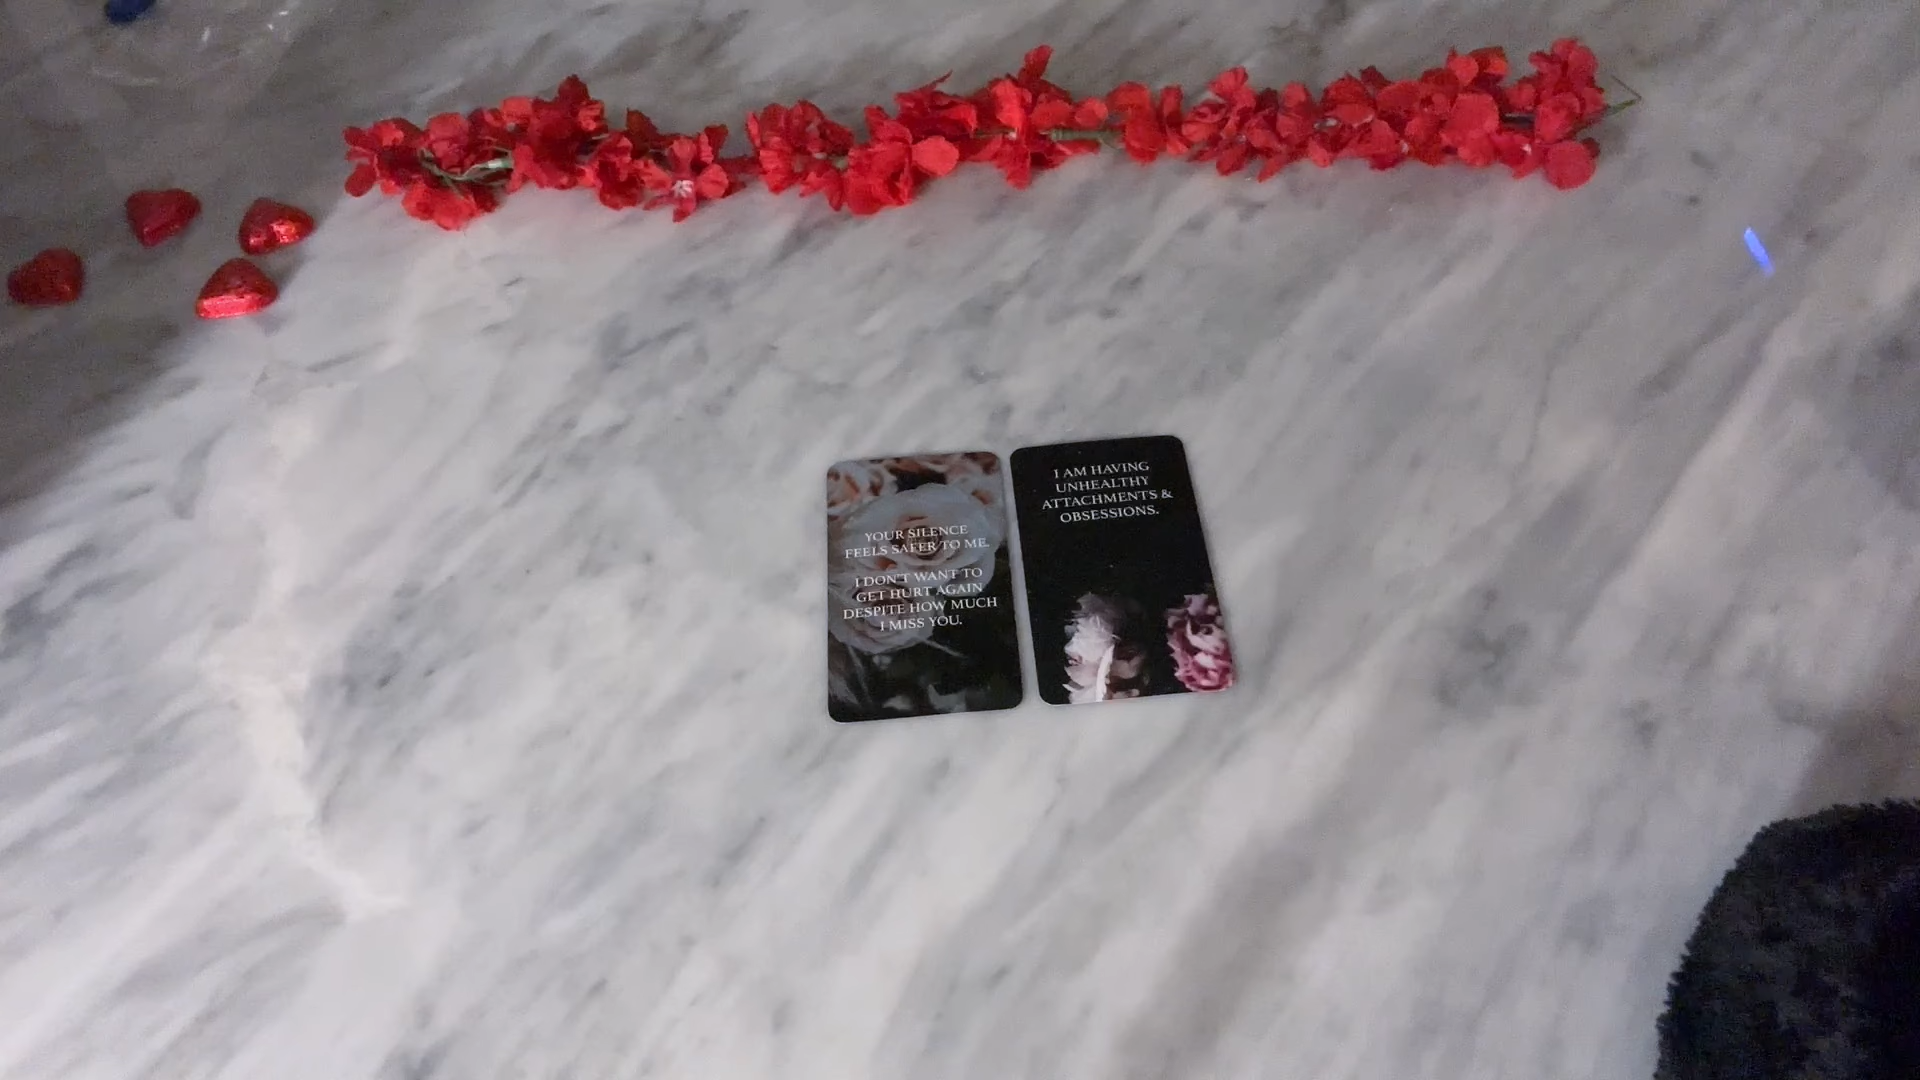 YOUR SILENCE
FEELS SAFER TO ME.
I DON'T WANT TO
GET HURT AGAIN
DESPITE HOW MUCH
I MISS YOU.
I AM HAVING
UNHEALTHY
ATTACHMENTS &
OBSESSIONS.